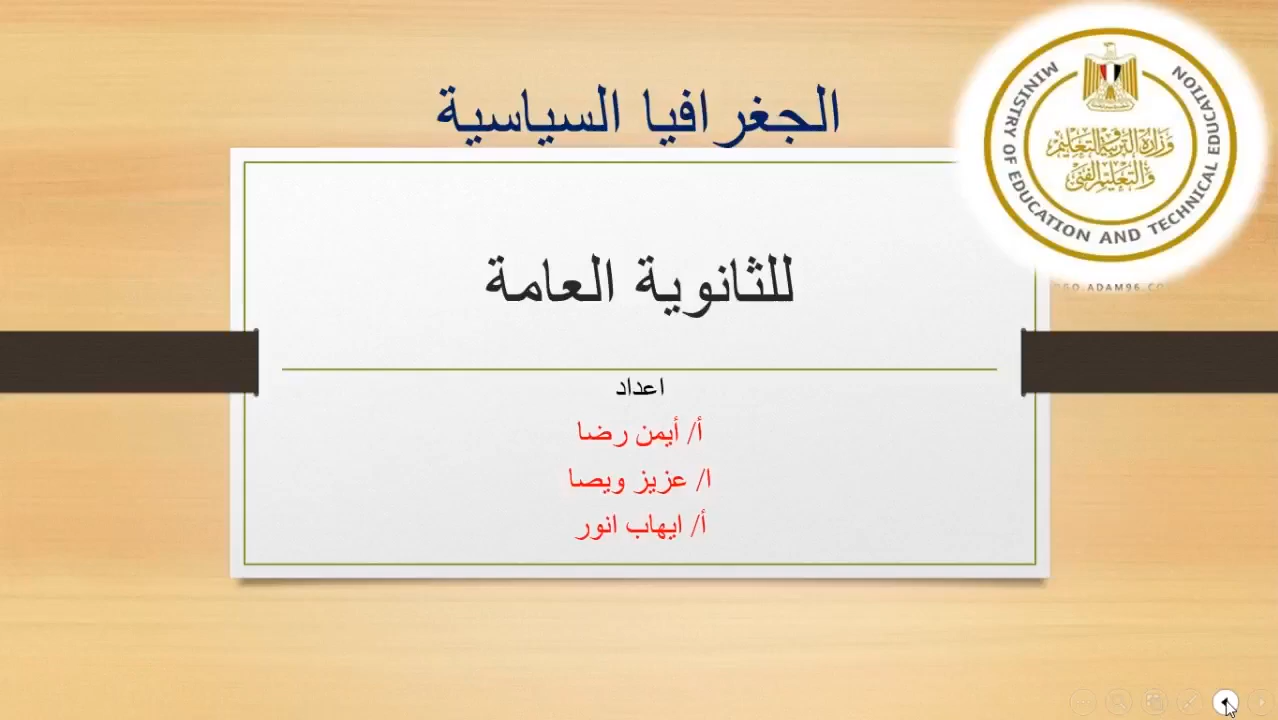 الجغرافيا السياسية
للثانوية العامة
اعداد
أ/ أيمن رضا
ا/ عزيز ويصا
أ/ ايهاب انور
MINISTRY OF EDUCATION AND TECHNICAL EDUCATION
وزارة التربية والتعليم
والتعليم الفنى